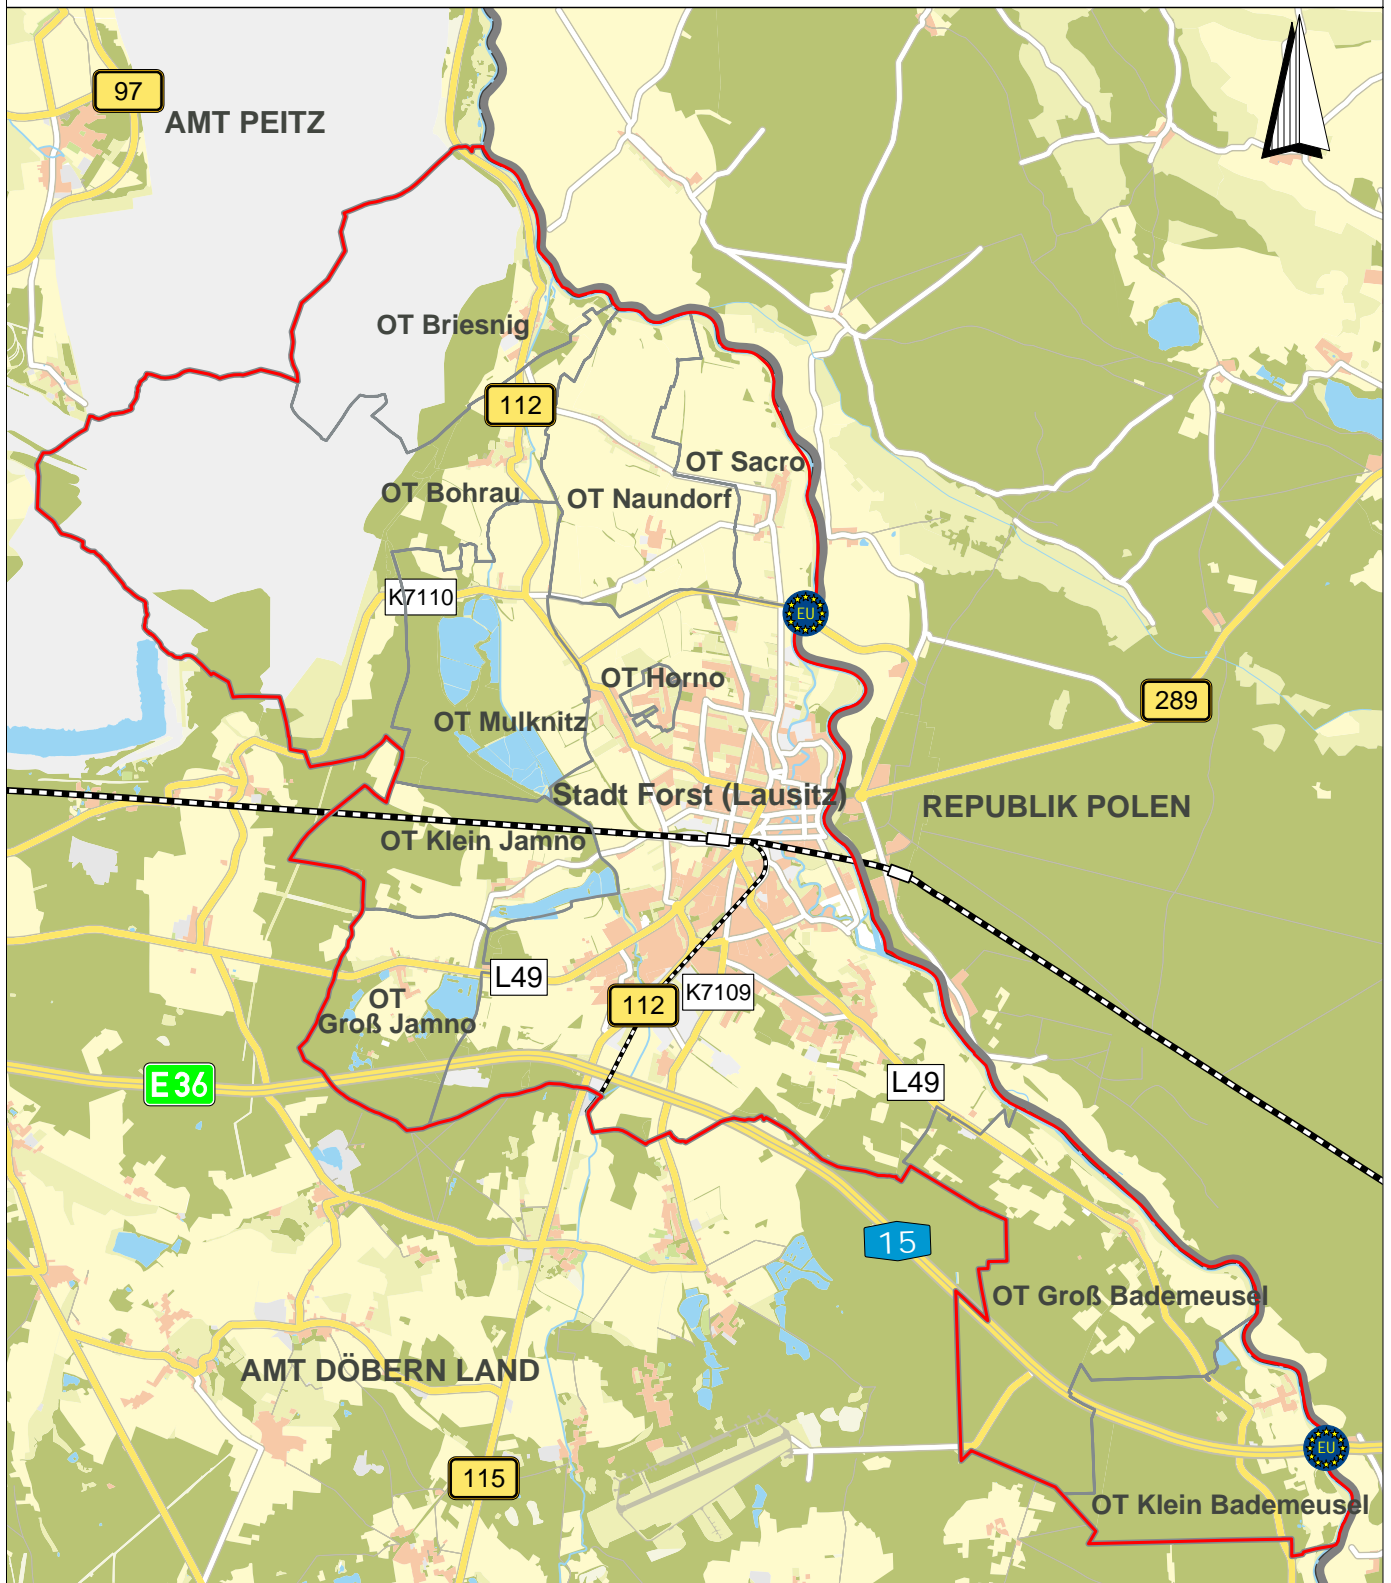 97
AMT PEITZ
OT Briesnig
112
OT Sacro
OT Bohrau
OT Naundorf
K7110
EU
OT Horno
289
OT Mulknitz
Stadt Forst (Lausitz)
REPUBLIK POLEN
OT Klein Jamno
L49
K7109
OT
Groß Jamno
112
E36
L49
15
OT Groß Bademeusel
AMT DÖBERN LAND
EU
115
OT Klein Bademeusel